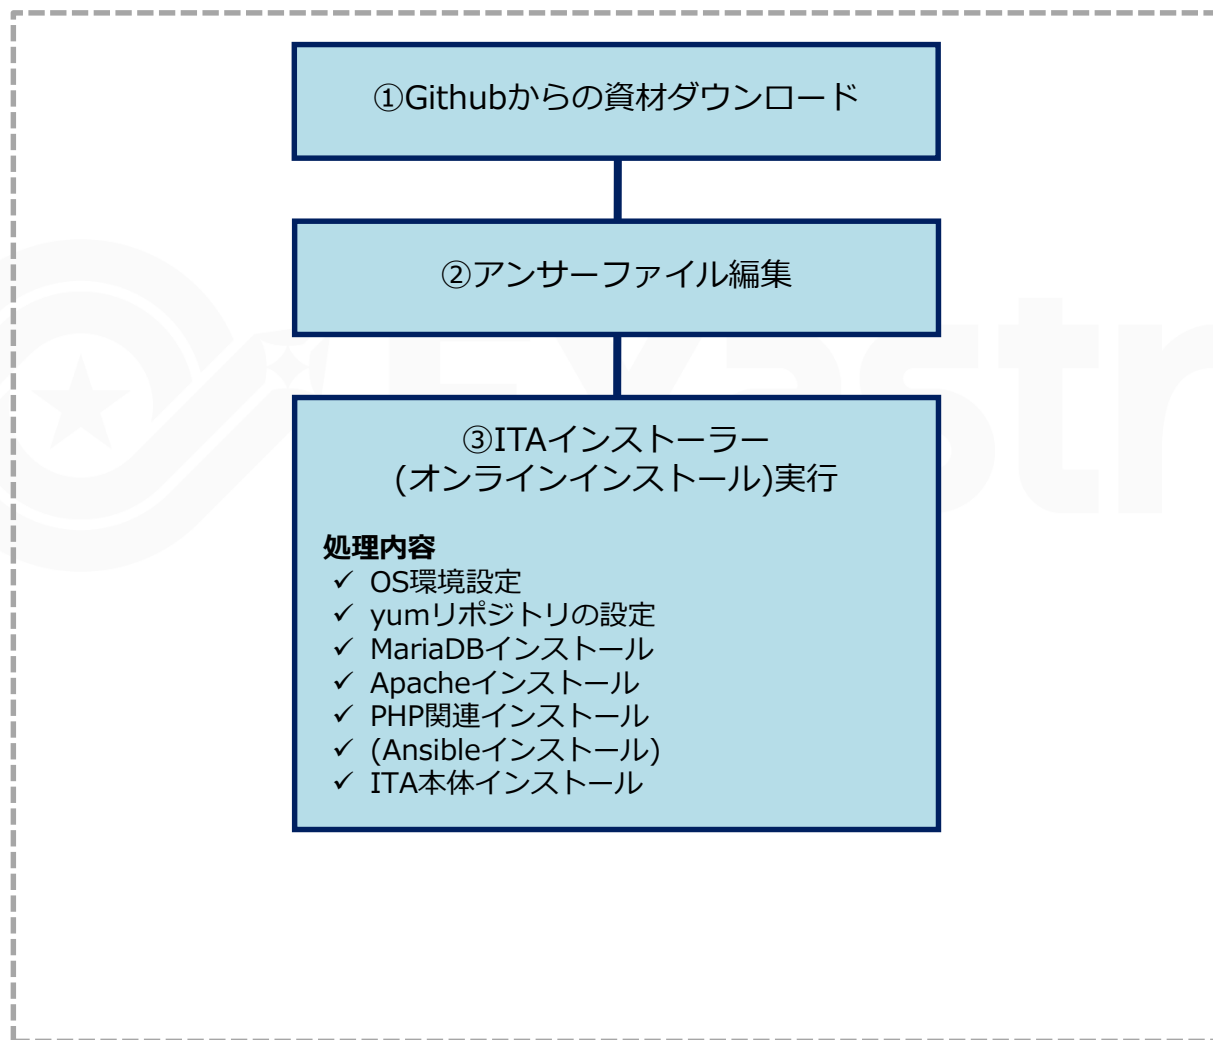 ①Githubからの資材ダウンロード
②アンサーファイル編集
③ITAインストーラー
(オンラインインストール)実行
処理内容
✓ OS環境設定
✓ yumリポジトリの設定
✓ MariaDBインストール
✓ Apacheインストール
✓ PHP関連インストール
✓ (Ansibleインストール)
✓ ITA本体インストール